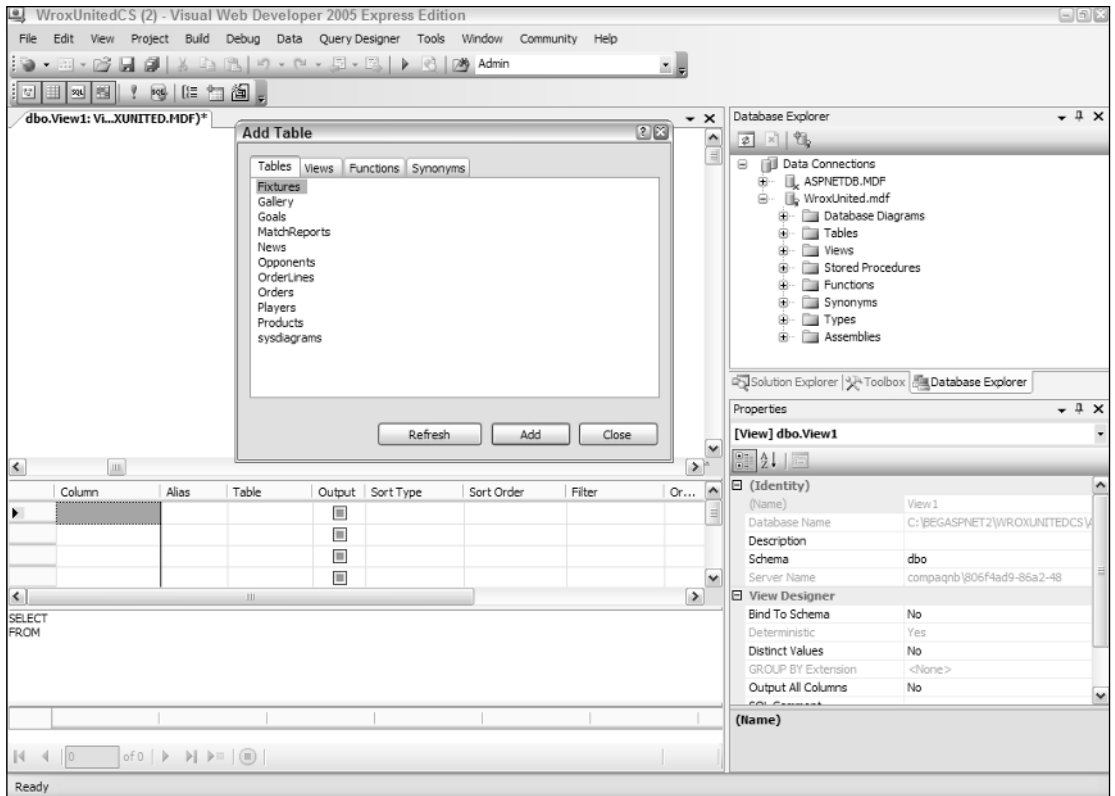 WroxUnitedCS (2) - Visual Web Developer 2005 Express Edition
File Edit View Project Build Debug Data Query Designer Tools Window Community Help
Admin
dbo.View1: Vi...XUNITED.MDF)*
Add Table
Tables Views Functions Synonyms
Fixtures
Gallery
Goals
MatchReports
News
Opponents
OrderLines
Orders
Players
Products
sysdiagrams
Refresh Add Close
Column Alias Table Output Sort Type Sort Order Filter Or...
SELECT
FROM
0 of 0
Ready
Database Explorer
Data Connections
ASPNETDB.MDF
WroxUnited.mdf
Database Diagrams
Tables
Views
Stored Procedures
Functions
Synonyms
Types
Assemblies
Solution Explorer Toolbox Database Explorer
Properties
[View] dbo.View1
(Identity)
(Name) View1
Database Name C:\BEGASPNET2\WROXUNITEDCS\
Description
Schema dbo
Server Name compaqnb\806f4ad9-86a2-48
View Designer
Bind To Schema No
Deterministic Yes
Distinct Values No
GROUP BY Extension <None>
Output All Columns No
SQL Comment
(Name)